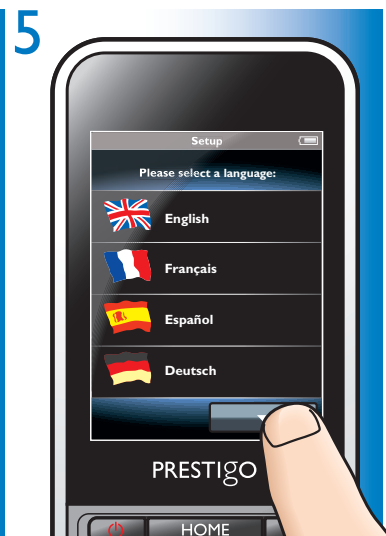 5
Setup
Please select a language:
English
Français
Español
Deutsch
PRESTIGO
HOME